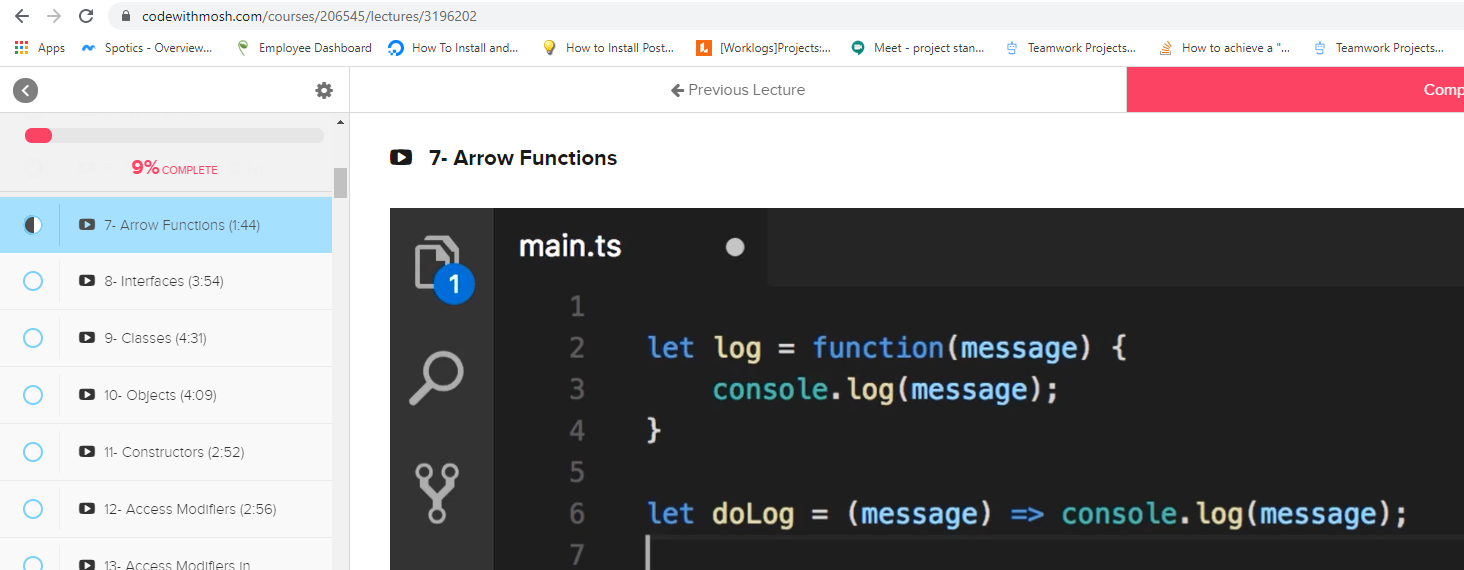 codewithmosh.com/courses/206545/lectures/3196202
Apps Spotics - Overview... Employee Dashboard How To Install and... How to Install Post... [Worklogs]Projects:... Meet - project stan... Teamwork Projects... How to achieve a "... Teamwork Projects...
← Previous Lecture
Comp
9% COMPLETE
7- Arrow Functions (1:44)
8- Interfaces (3:54)
9- Classes (4:31)
10- Objects (4:09)
11- Constructors (2:52)
12- Access Modifiers (2:56)
13- Access Modifiers in
7- Arrow Functions
1
main.ts
1
2 let log = function(message) {
3 console.log(message);
4 }
5
6 let doLog = (message) => console.log(message);
7